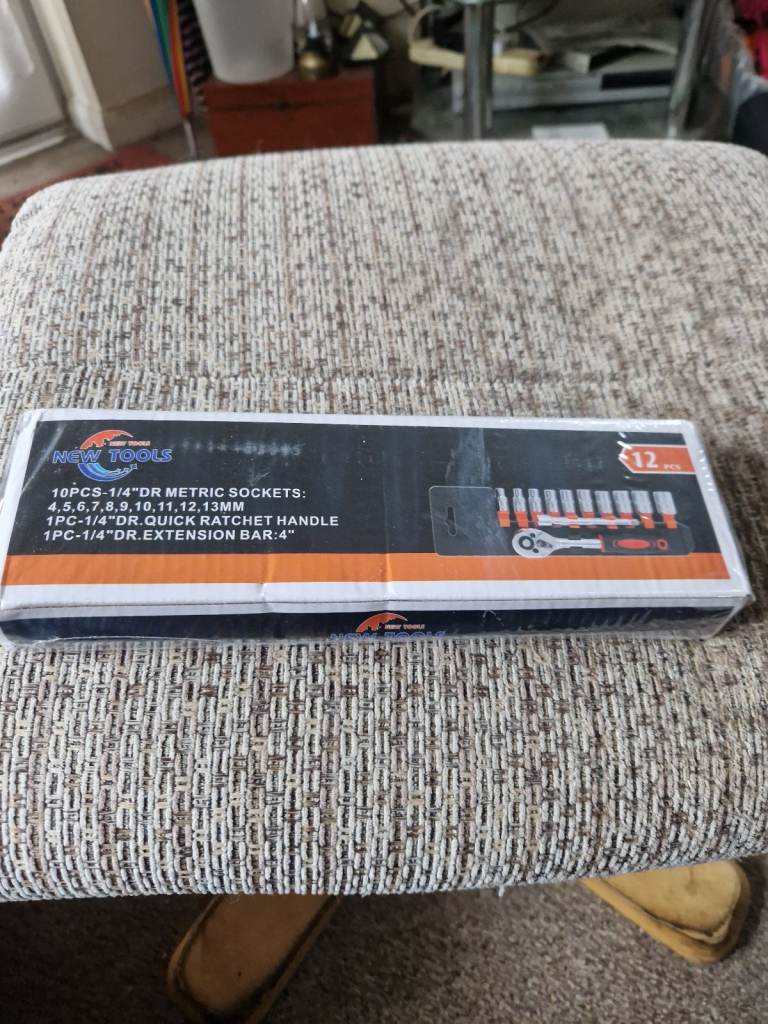 NEW TOOLS
NEW TOOLS
12 PCS
10PCS-1/4"DR METRIC SOCKETS:
4,5,6,7,8,9,10,11,12,13MM
1PC-1/4"DR.QUICK RATCHET HANDLE
1PC-1/4"DR.EXTENSION BAR:4"
NEW TOOLS
NEW TOOLS